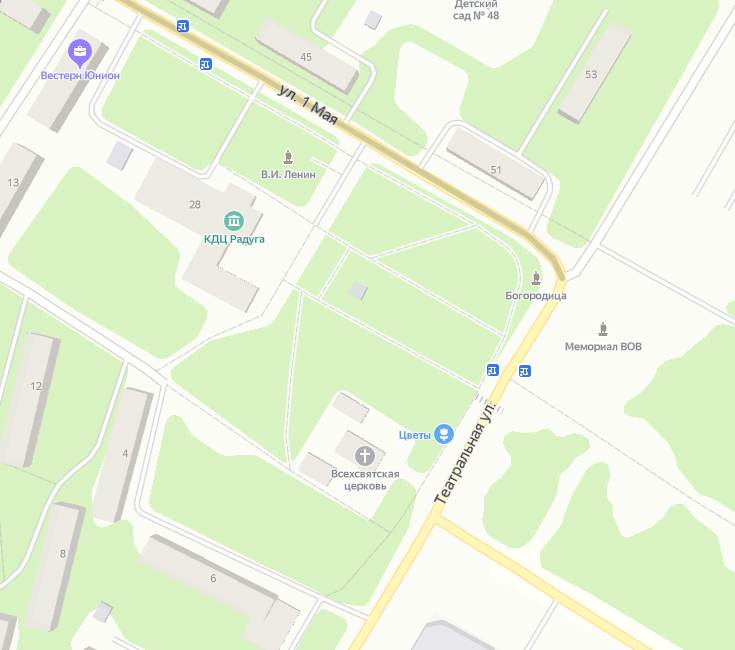 Детский
сад № 48
45
53
Вестерн Юнион
ул. 1 Мая
51
В.И. Ленин
13
28
КДЦ Радуга
Богородица
Мемориал ВОВ
12
4
Цветы
Театральная ул.
Всехсвятская
церковь
8
6